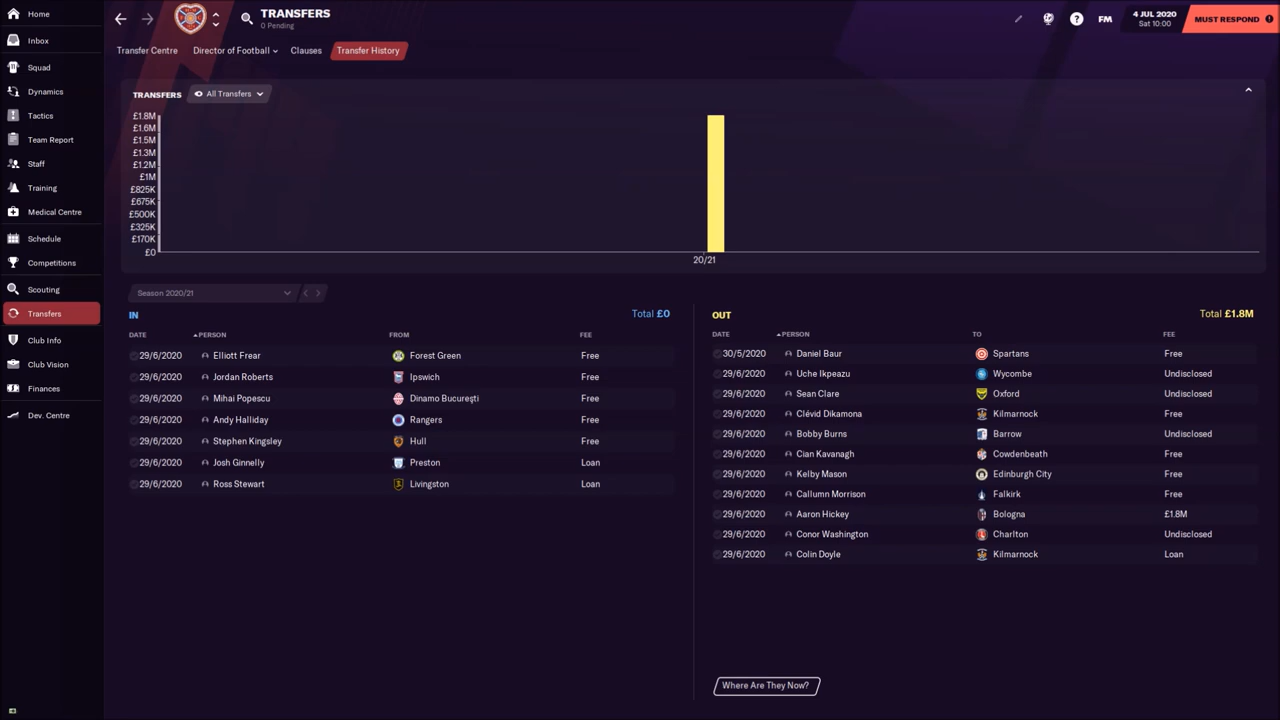 Home
Inbox
Squad
Dynamics
Tactics
Team Report
Staff
Training
Medical Centre
Schedule
Competitions
Scouting
Transfers
Club Info
Club Vision
Finances
Dev. Centre
TRANSFERS
0 Pending
? FM
4 JUL 2020
Sat 10:00
MUST RESPOND
Transfer Centre Director of Football Clauses Transfer History
TRANSFERS All Transfers
£1.8M
£1.6M
£1.5M
£1.3M
£1.2M
£1M
£825K
£675K
£500K
£325K
£170K
£0
20/21
Season 2020/21
IN Total £0
DATE PERSON FROM FEE
29/6/2020 Elliott Frear Forest Green Free
29/6/2020 Jordan Roberts Ipswich Free
29/6/2020 Mihai Popescu Dinamo Bucureşti Free
29/6/2020 Andy Halliday Rangers Free
29/6/2020 Stephen Kingsley Hull Free
29/6/2020 Josh Ginnelly Preston Loan
29/6/2020 Ross Stewart Livingston Loan
OUT Total £1.8M
DATE PERSON TO FEE
30/5/2020 Daniel Baur Spartans Free
29/6/2020 Uche Ikpeazu Wycombe Undisclosed
29/6/2020 Sean Clare Oxford Undisclosed
29/6/2020 Clévid Dikamona Kilmarnock Free
29/6/2020 Bobby Burns Barrow Undisclosed
29/6/2020 Cian Kavanagh Cowdenbeath Free
29/6/2020 Kelby Mason Edinburgh City Free
29/6/2020 Callumn Morrison Falkirk Free
29/6/2020 Aaron Hickey Bologna £1.8M
29/6/2020 Conor Washington Charlton Undisclosed
29/6/2020 Colin Doyle Kilmarnock Loan
Where Are They Now?